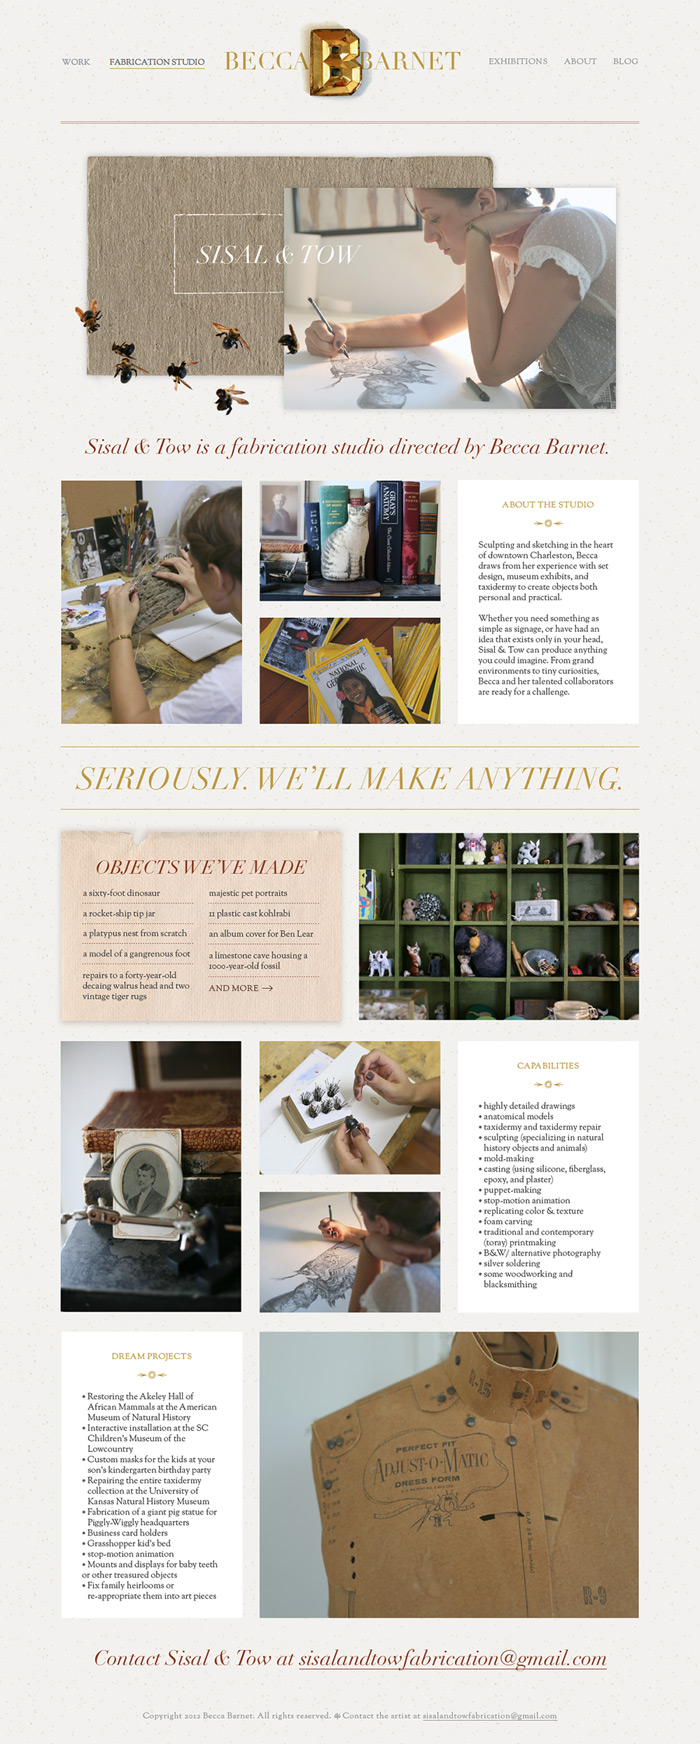 WORK
FABRICATION STUDIO
BECCA B BARNET
EXHIBITIONS
ABOUT
BLOG
SISAL & TOW
Sisal & Tow is a fabrication studio directed by Becca Barnet.
GRAY'S
ANATOMY
NATIONAL
GEOGRAPHIC
ABOUT THE STUDIO
Sculpting and sketching in the heart
of downtown Charleston, Becca
draws from her experience with set
design, museum exhibits, and
taxidermy to create objects both
personal and practical.
Whether you need something as
simple as signage, or have had an
idea that exists only in your head,
Sisal & Tow can produce anything
you could imagine. From grand
environments to tiny curiosities,
Becca and her talented collaborators
are ready for a challenge.
SERIOUSLY. WE'LL MAKE ANYTHING.
OBJECTS WE'VE MADE
a sixty-foot dinosaur
a rocket-ship tip jar
a platypus nest from scratch
a model of a gangrenous foot
repairs to a forty-year-old
decaing walrus head and two
vintage tiger rugs
majestic pet portraits
11 plastic cast kohlrabi
an album cover for Ben Lear
a limestone cave housing a
1000-year-old fossil
AND MORE →
CAPABILITIES
• highly detailed drawings
• anatomical models
• taxidermy and taxidermy repair
• sculpting (specializing in natural
history objects and animals)
• mold-making
• casting (using silicone, fiberglass,
epoxy, and plaster)
• puppet-making
• stop-motion animation
• replicating color & texture
• foam carving
• traditional and contemporary
(toray) printmaking
• B&W/ alternative photography
• silver soldering
• some woodworking and
blacksmithing
DREAM PROJECTS
• Restoring the Akeley Hall of
African Mammals at the American
Museum of Natural History
• Interactive installation at the SC
Children's Museum of the
Lowcountry
• Custom masks for the kids at your
son's kindergarten birthday party
• Repairing the entire taxidermy
collection at the University of
Kansas Natural History Museum
• Fabrication of a giant pig statue for
Piggly-Wiggly headquarters
• Business card holders
• Grasshopper kid's bed
• stop-motion animation
• Mounts and displays for baby teeth
or other treasured objects
• Fix family heirlooms or
re-appropriate them into art pieces
R-15
PERFECT FIT
ADJUST-O-MATIC
DRESS FORM
R-9
Contact Sisal & Tow at sisalandtowfabrication@gmail.com
Copyright 2012 Becca Barnet. All rights reserved. Contact the artist at sisalandtowfabrication@gmail.com